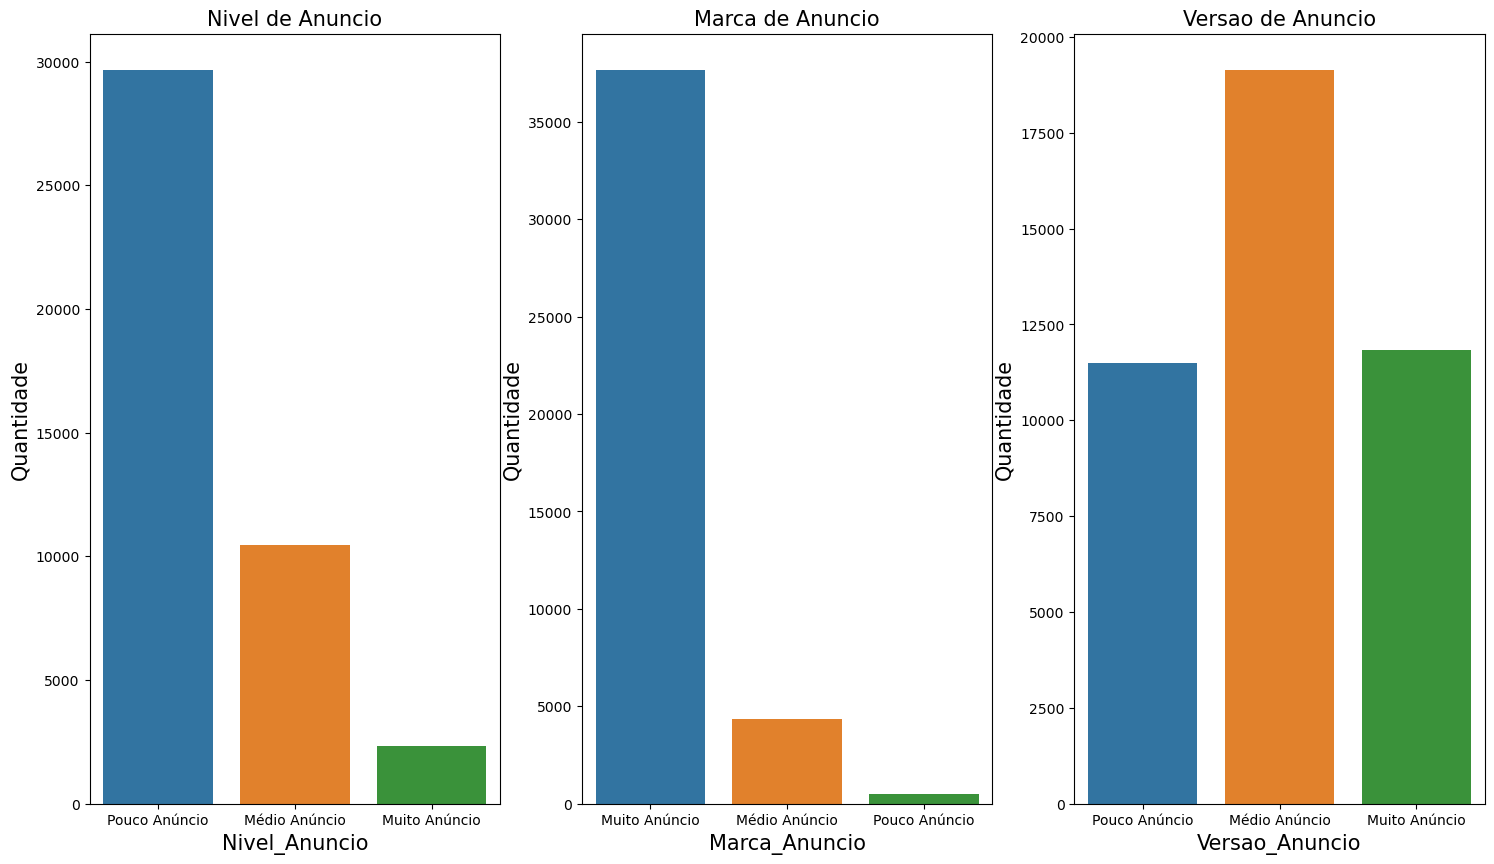 Nivel de Anuncio
30000
25000
20000
15000
10000
5000
0
Quantidade
Pouco Anúncio Médio Anúncio Muito Anúncio
Nivel_Anuncio
Marca de Anuncio
35000
30000
25000
20000
15000
10000
5000
0
Quantidade
Muito Anúncio Médio Anúncio Pouco Anúncio
Marca_Anuncio
Versao de Anuncio
20000
17500
15000
12500
10000
7500
5000
2500
0
Quantidade
Pouco Anúncio Médio Anúncio Muito Anúncio
Versao_Anuncio